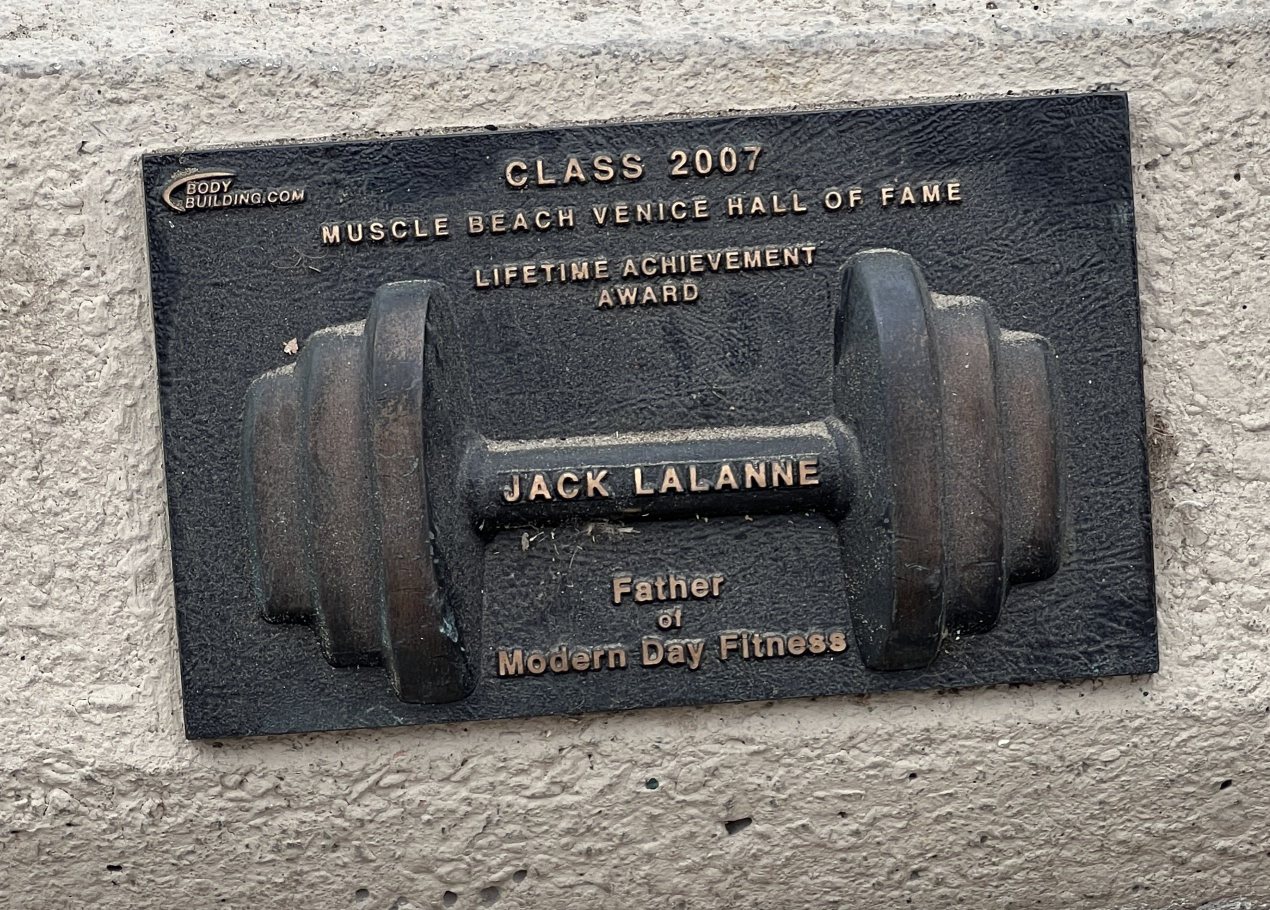 CLASS 2007
BODY
BUILDING.COM
MUSCLE BEACH VENICE HALL OF FAME
LIFETIME ACHIEVEMENT
AWARD
JACK LALANNE
Father
of
Modern Day Fitness